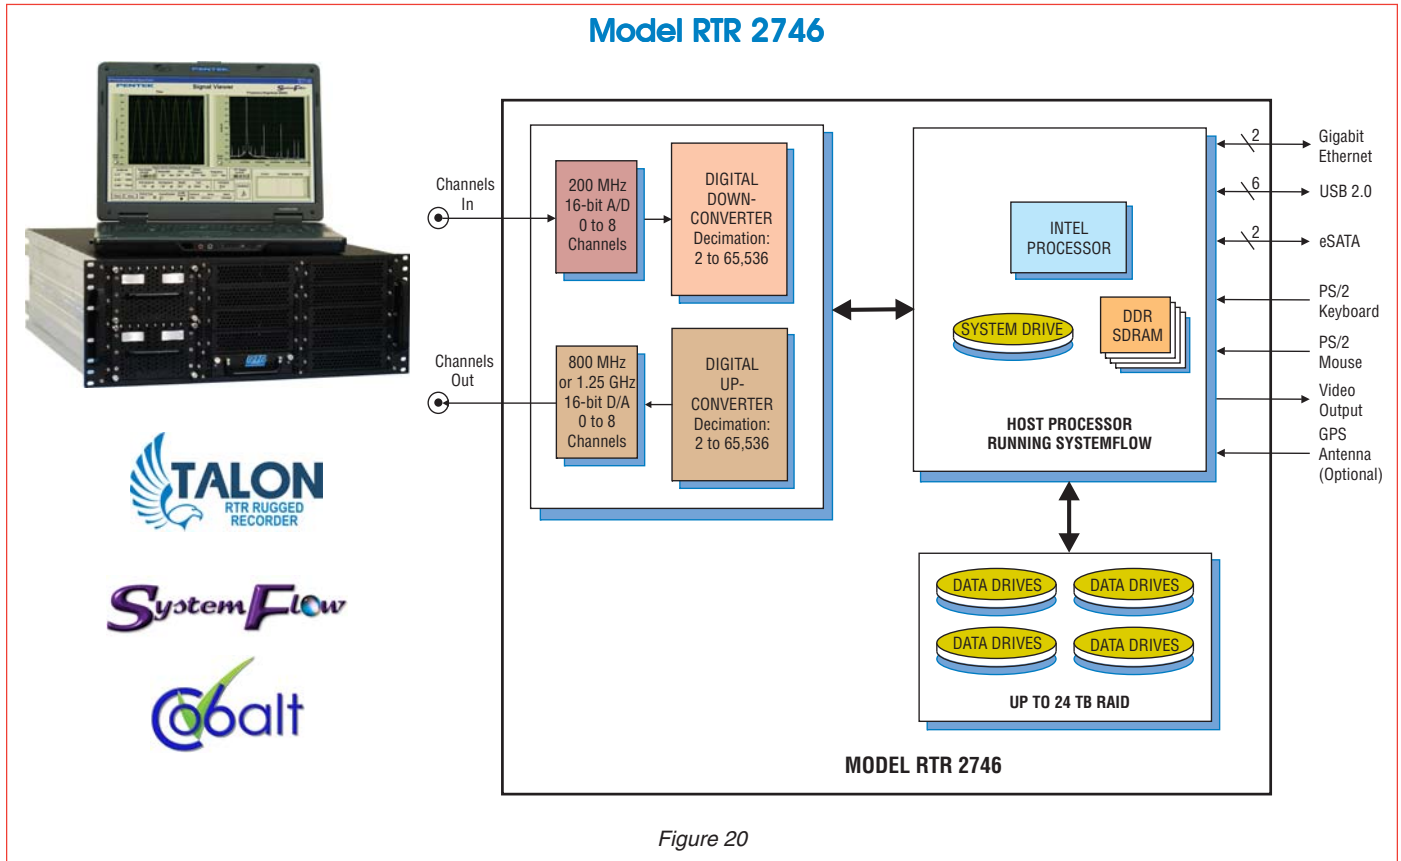 Model RTR 2746
PENTEK
PENTEK
Signal Viewer
SystemFlow
TALON
RTR RUGGED
RECORDER
SystemFlow
Cobalt
Channels
In
200 MHz
16-bit A/D
0 to 8
Channels
DIGITAL
DOWN-
CONVERTER
Decimation:
2 to 65,536
Channels
Out
800 MHz
or 1.25 GHz
16-bit D/A
0 to 8
Channels
DIGITAL
UP-
CONVERTER
Decimation:
2 to 65,536
INTEL
PROCESSOR
SYSTEM DRIVE
DDR
SDRAM
HOST PROCESSOR
RUNNING SYSTEMFLOW
2
Gigabit
Ethernet
6
USB 2.0
2
eSATA
PS/2
Keyboard
PS/2
Mouse
Video
Output
GPS
Antenna
(Optional)
DATA DRIVES
DATA DRIVES
DATA DRIVES
DATA DRIVES
UP TO 24 TB RAID
MODEL RTR 2746
Figure 20